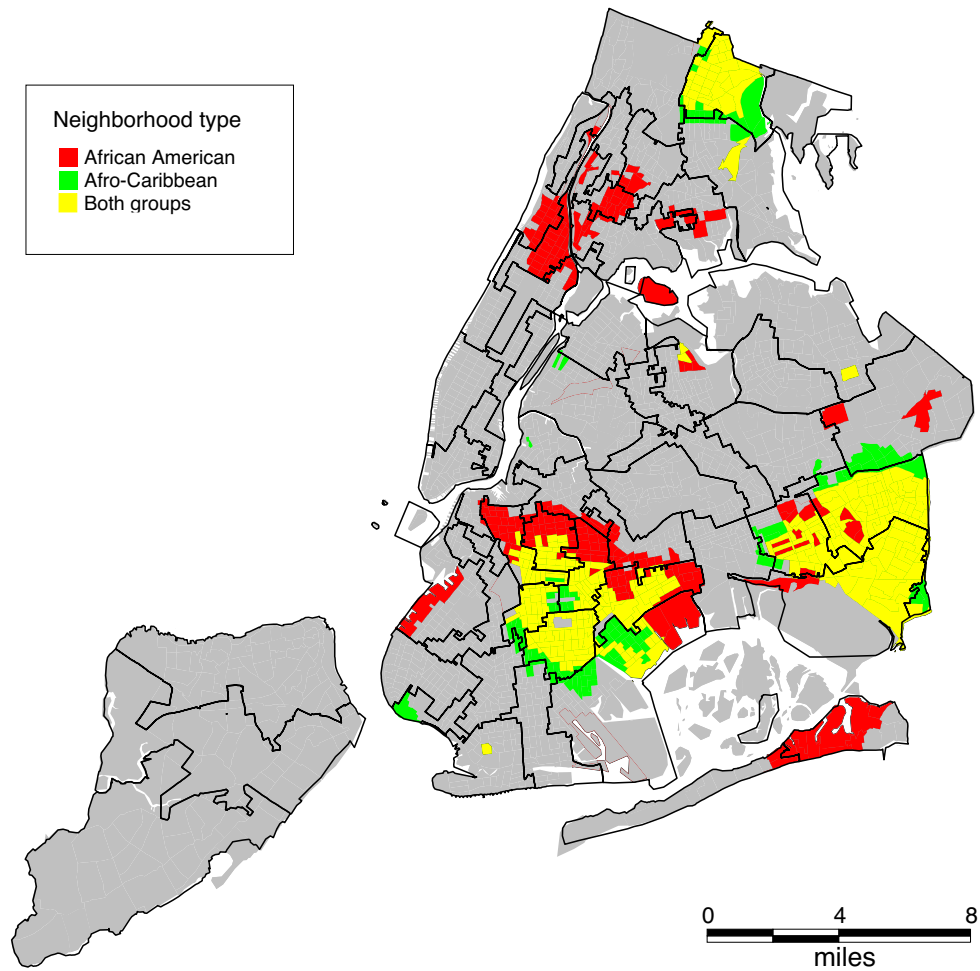 Neighborhood type
African American
Afro-Caribbean
Both groups
0 4 8
miles